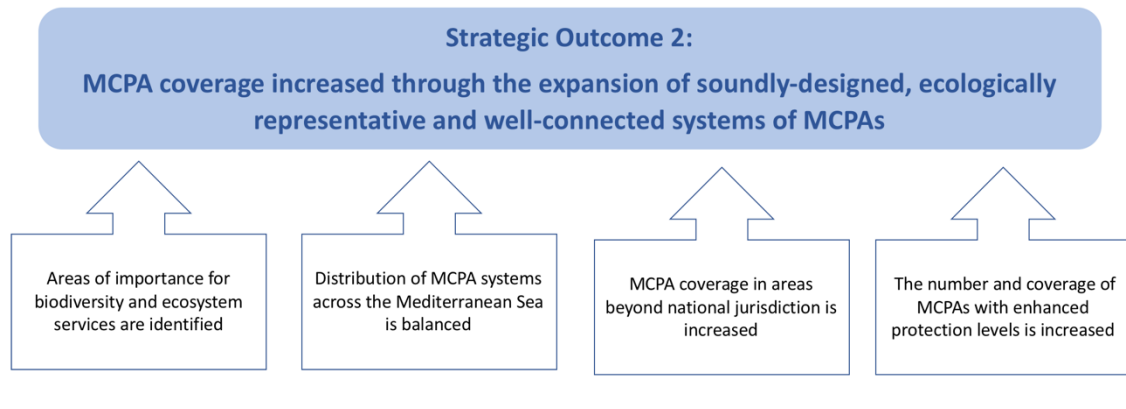 Strategic Outcome 2:
MCPA coverage increased through the expansion of soundly-designed, ecologically
representative and well-connected systems of MCPAs
Areas of importance for
biodiversity and ecosystem
services are identified
Distribution of MCPA systems
across the Mediterranean Sea
is balanced
MCPA coverage in areas
beyond national jurisdiction is
increased
The number and coverage of
MCPAs with enhanced
protection levels is increased